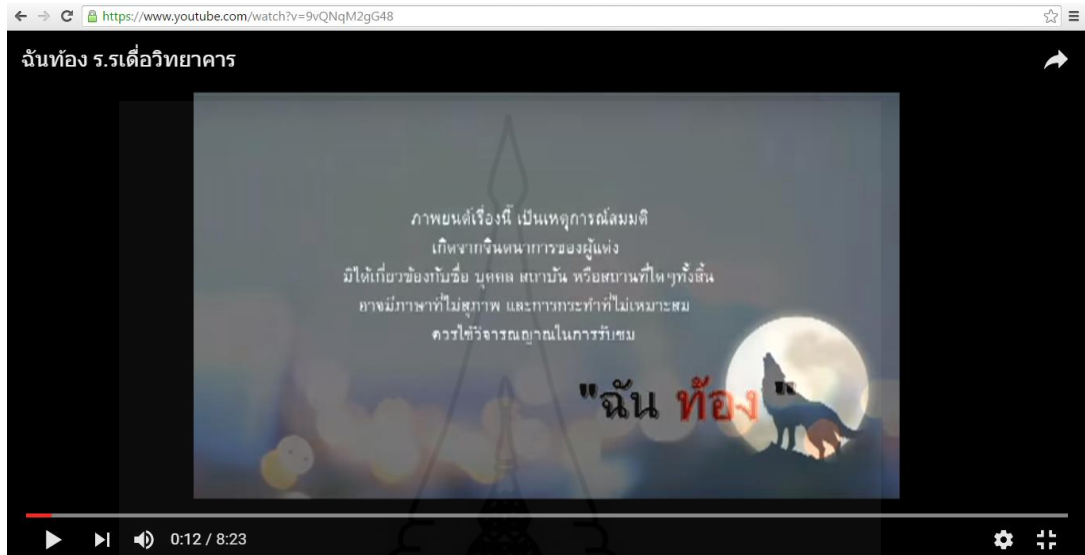 https://www.youtube.com/watch?v=9vQNqM2gG48
ฉันท้อง ร.รเดื่อวิทยาคาร
ภาพยนต์เรื่องนี้ เป็นเหตุการณ์สมมติ
เกิดจากจินตนาการของผู้แต่ง
มิได้เกี่ยวข้องกับชื่อ บุคคล สถาบัน หรือสถานที่ใดๆทั้งสิ้น
อาจมีภาษาที่ไม่สุภาพ และการกระทำที่ไม่เหมาะสม
ควรใช้วิจารณญาณในการรับชม
"ฉัน ท้อง "
0:12 / 8:23